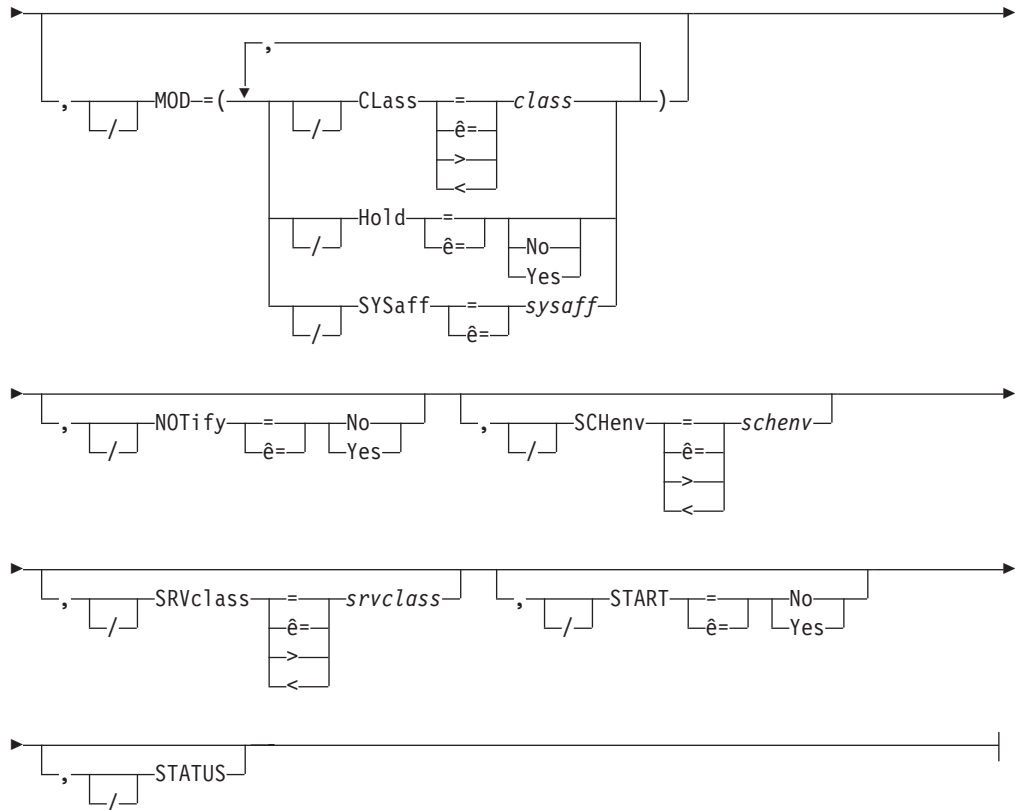 ,
, / MOD =( / CLass = class )
ê=
>
<
/ Hold =
ê= No
Yes
/ SYSaff = sysaff
ê=
, / NOTify = No
ê= Yes
, / SCHenv = schenv
ê=
>
<
, / SRVclass = srvclass
ê=
>
<
, / START = No
ê= Yes
, / STATUS